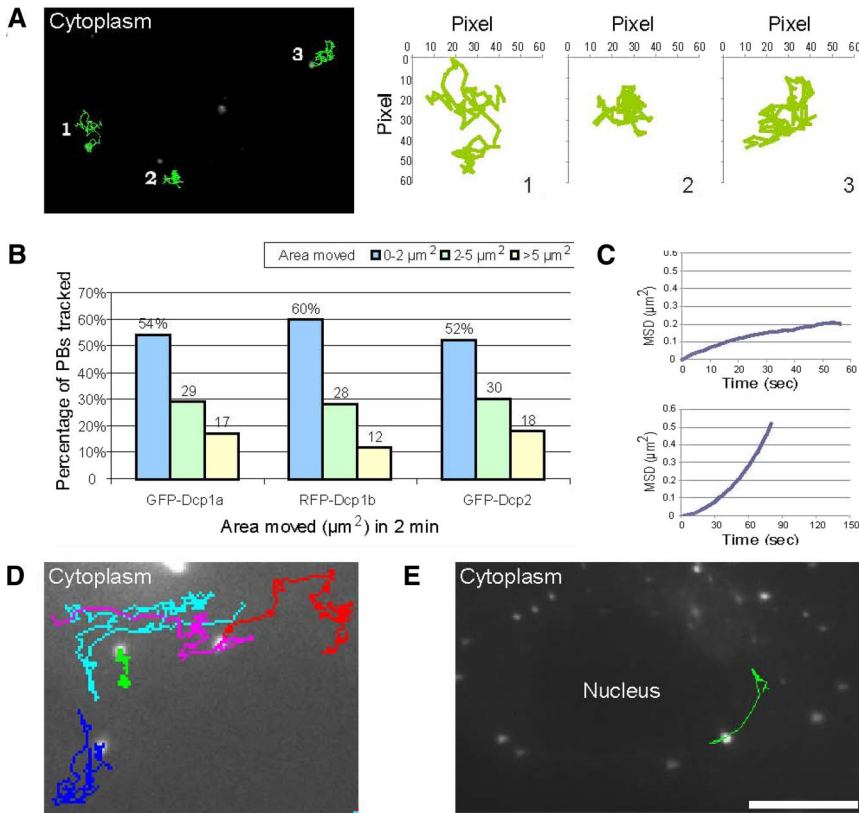 A
Cytoplasm
1
2
3
Pixel
Pixel
0 10 20 30 40 50 60
10 20 30 40 50 60
10 20 30 40 50 60
Pixel
0
10
20
30
40
50
60
1
2
3
B
Area moved 0-2 µm² 2-5 µm² >5 µm²
Percentage of PBs tracked
70%
60%
50%
40%
30%
20%
10%
0
54%
29
17
60%
28
12
52%
30
18
GFP-Dcp1a
RFP-Dcp1b
GFP-Dcp2
Area moved (µm²) in 2 min
C
MSD (µm²)
0.6
0.5
0.4
0.3
0.2
0.1
0
0 10 20 30 40 50 60
Time (sec)
MSD (µm²)
0.6
0.5
0.4
0.3
0.2
0.1
0
0 30 60 90 120 150
Time (sec)
D
Cytoplasm
E
Cytoplasm
Nucleus